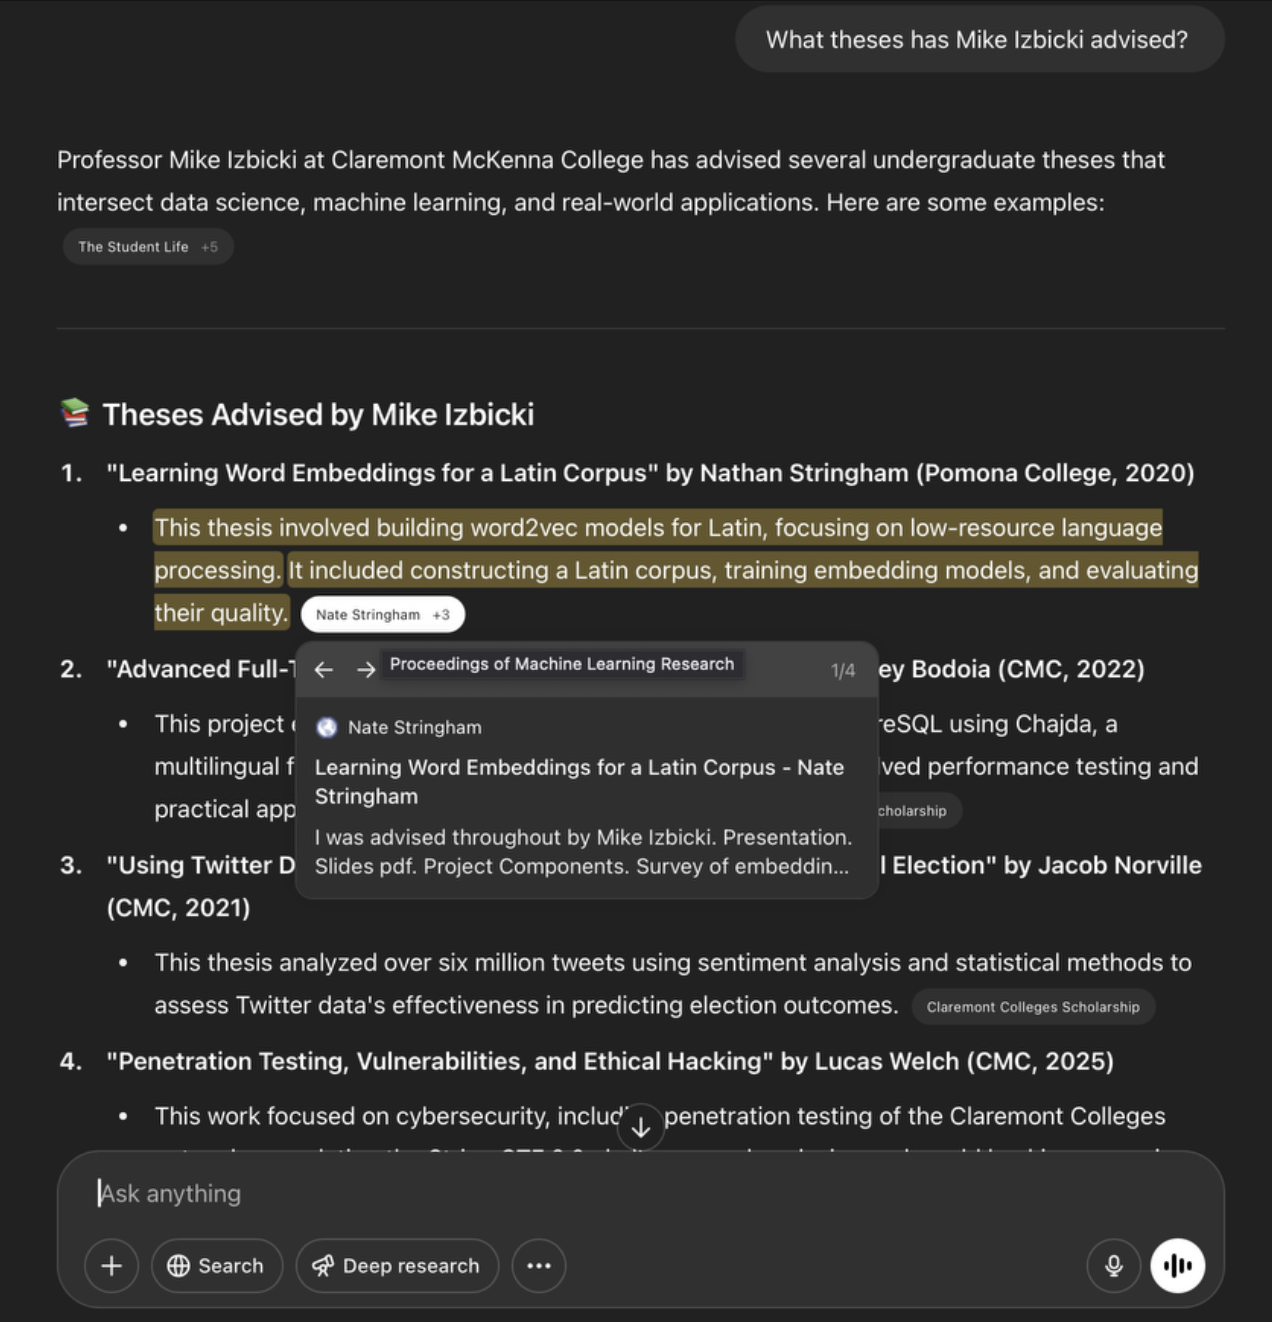 What theses has Mike Izbicki advised?
Professor Mike Izbicki at Claremont McKenna College has advised several undergraduate theses that
intersect data science, machine learning, and real-world applications. Here are some examples:
The Student Life +5
📚 Theses Advised by Mike Izbicki
1. "Learning Word Embeddings for a Latin Corpus" by Nathan Stringham (Pomona College, 2020)
• This thesis involved building word2vec models for Latin, focusing on low-resource language
processing. It included constructing a Latin corpus, training embedding models, and evaluating
their quality. Nate Stringham +3
Proceedings of Machine Learning Research 1/4
Nate Stringham
Learning Word Embeddings for a Latin Corpus - Nate
Stringham
I was advised throughout by Mike Izbicki. Presentation.
Slides pdf. Project Components. Survey of embeddin...
2. "Advanced Full-T ey Bodoia (CMC, 2022)
• This project reSQL using Chajda, a
multilingual f ved performance testing and
practical app cholarship
3. "Using Twitter D l Election" by Jacob Norville
(CMC, 2021)
• This thesis analyzed over six million tweets using sentiment analysis and statistical methods to
assess Twitter data's effectiveness in predicting election outcomes. Claremont Colleges Scholarship
4. "Penetration Testing, Vulnerabilities, and Ethical Hacking" by Lucas Welch (CMC, 2025)
• This work focused on cybersecurity, includi penetration testing of the Claremont Colleges
Ask anything
Search Deep research